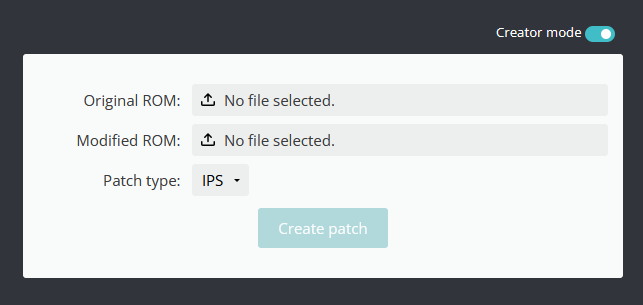 Creator mode
Original ROM: No file selected.
Modified ROM: No file selected.
Patch type: IPS
Create patch